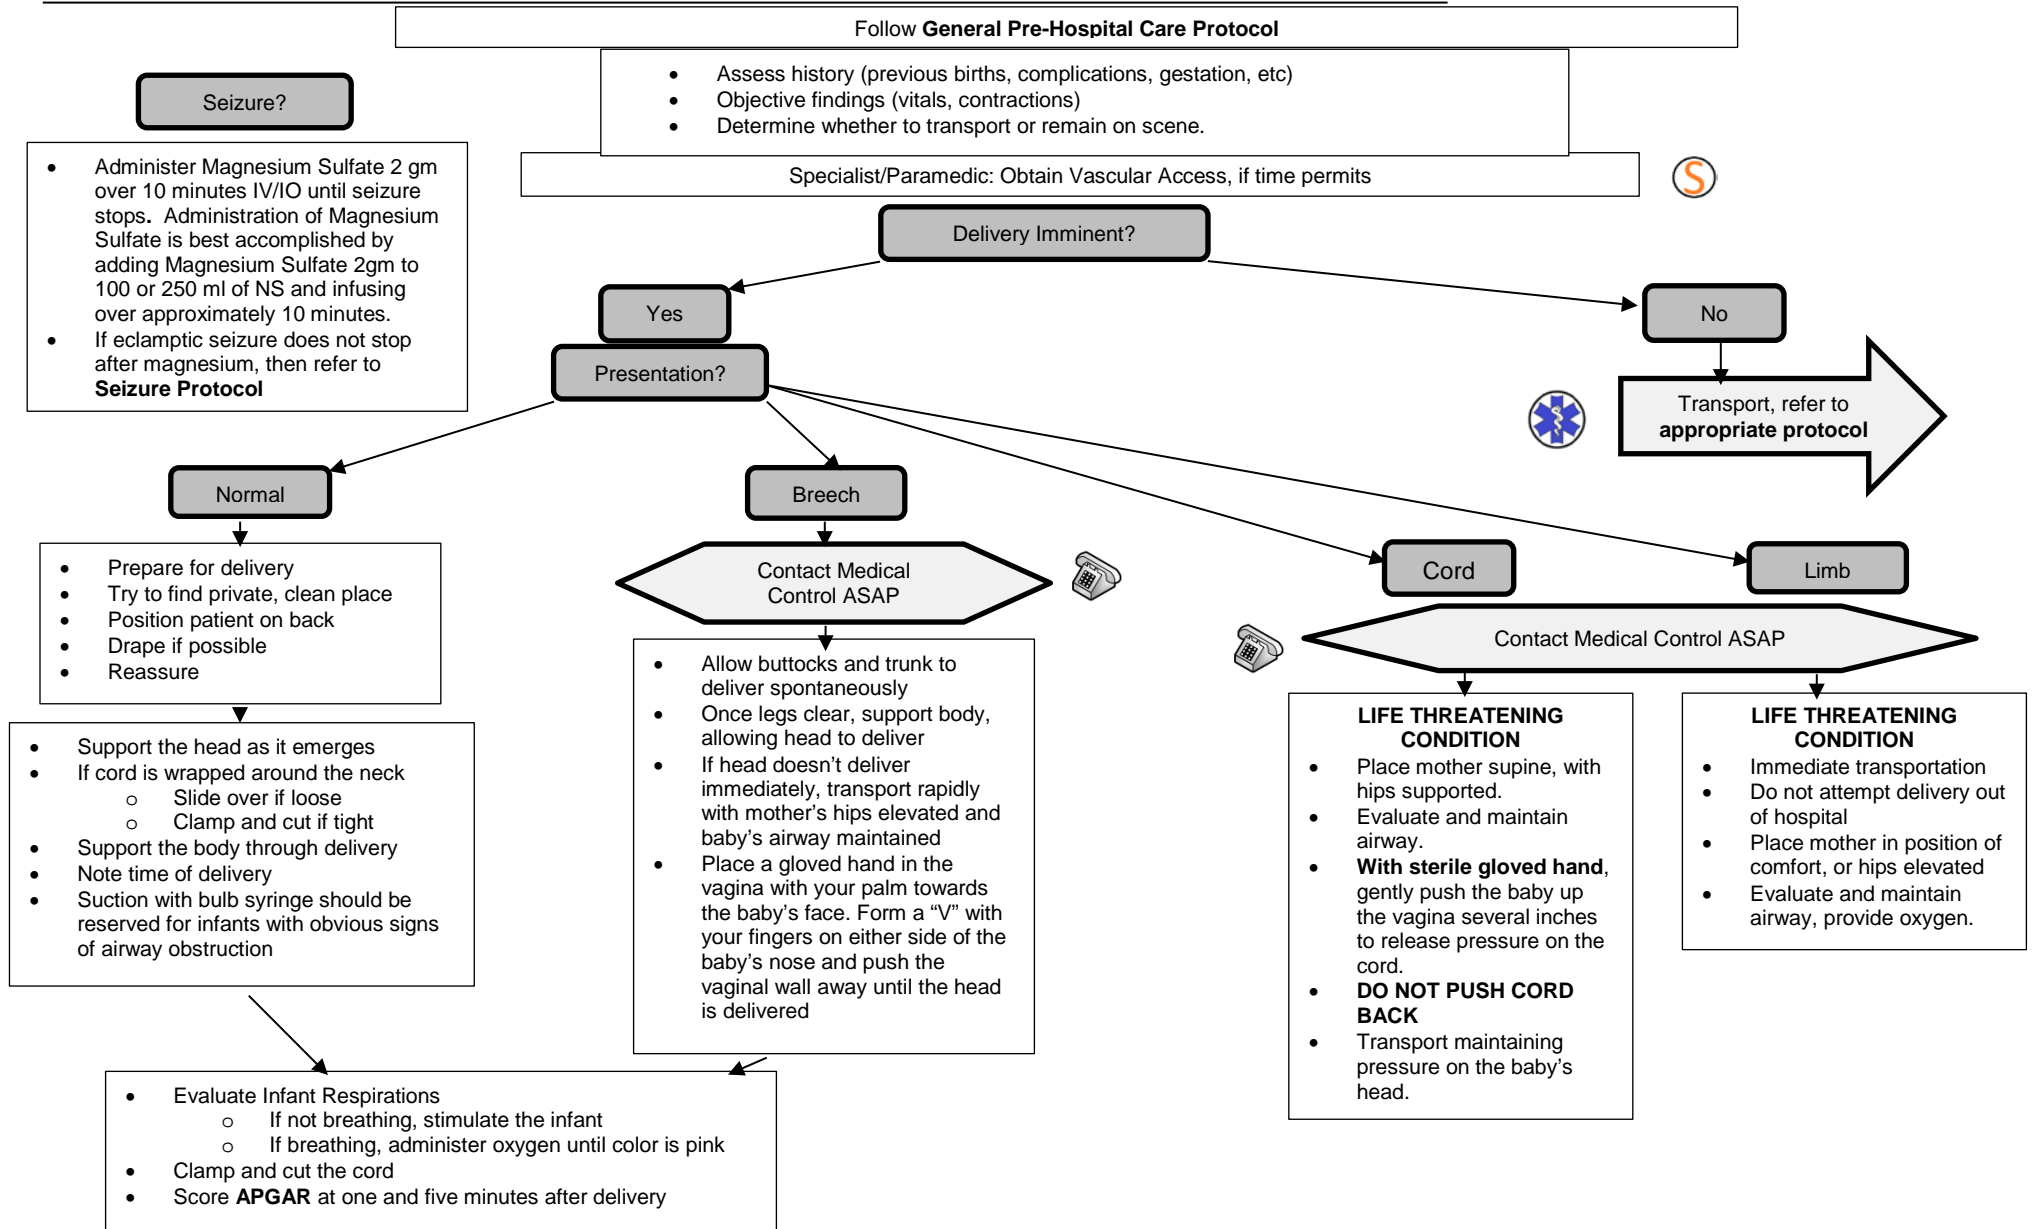 Follow General Pre-Hospital Care Protocol
• Assess history (previous births, complications, gestation, etc)
• Objective findings (vitals, contractions)
• Determine whether to transport or remain on scene.
Specialist/Paramedic: Obtain Vascular Access, if time permits
S
Seizure?
• Administer Magnesium Sulfate 2 gm
over 10 minutes IV/IO until seizure
stops. Administration of Magnesium
Sulfate is best accomplished by
adding Magnesium Sulfate 2gm to
100 or 250 ml of NS and infusing
over approximately 10 minutes.
• If eclamptic seizure does not stop
after magnesium, then refer to
Seizure Protocol
Delivery Imminent?
Yes
No
Presentation?
Transport, refer to
appropriate protocol
Normal
• Prepare for delivery
• Try to find private, clean place
• Position patient on back
• Drape if possible
• Reassure
• Support the head as it emerges
• If cord is wrapped around the neck
o Slide over if loose
o Clamp and cut if tight
• Support the body through delivery
• Note time of delivery
• Suction with bulb syringe should be
reserved for infants with obvious signs
of airway obstruction
Breech
Contact Medical
Control ASAP
• Allow buttocks and trunk to
deliver spontaneously
• Once legs clear, support body,
allowing head to deliver
• If head doesn’t deliver
immediately, transport rapidly
with mother’s hips elevated and
baby’s airway maintained
• Place a gloved hand in the
vagina with your palm towards
the baby’s face. Form a “V” with
your fingers on either side of the
baby’s nose and push the
vaginal wall away until the head
is delivered
Cord
Limb
Contact Medical Control ASAP
LIFE THREATENING
CONDITION
• Place mother supine, with
hips supported.
• Evaluate and maintain
airway.
• With sterile gloved hand,
gently push the baby up
the vagina several inches
to release pressure on the
cord.
• DO NOT PUSH CORD
BACK
• Transport maintaining
pressure on the baby’s
head.
LIFE THREATENING
CONDITION
• Immediate transportation
• Do not attempt delivery out
of hospital
• Place mother in position of
comfort, or hips elevated
• Evaluate and maintain
airway, provide oxygen.
• Evaluate Infant Respirations
o If not breathing, stimulate the infant
o If breathing, administer oxygen until color is pink
• Clamp and cut the cord
• Score APGAR at one and five minutes after delivery